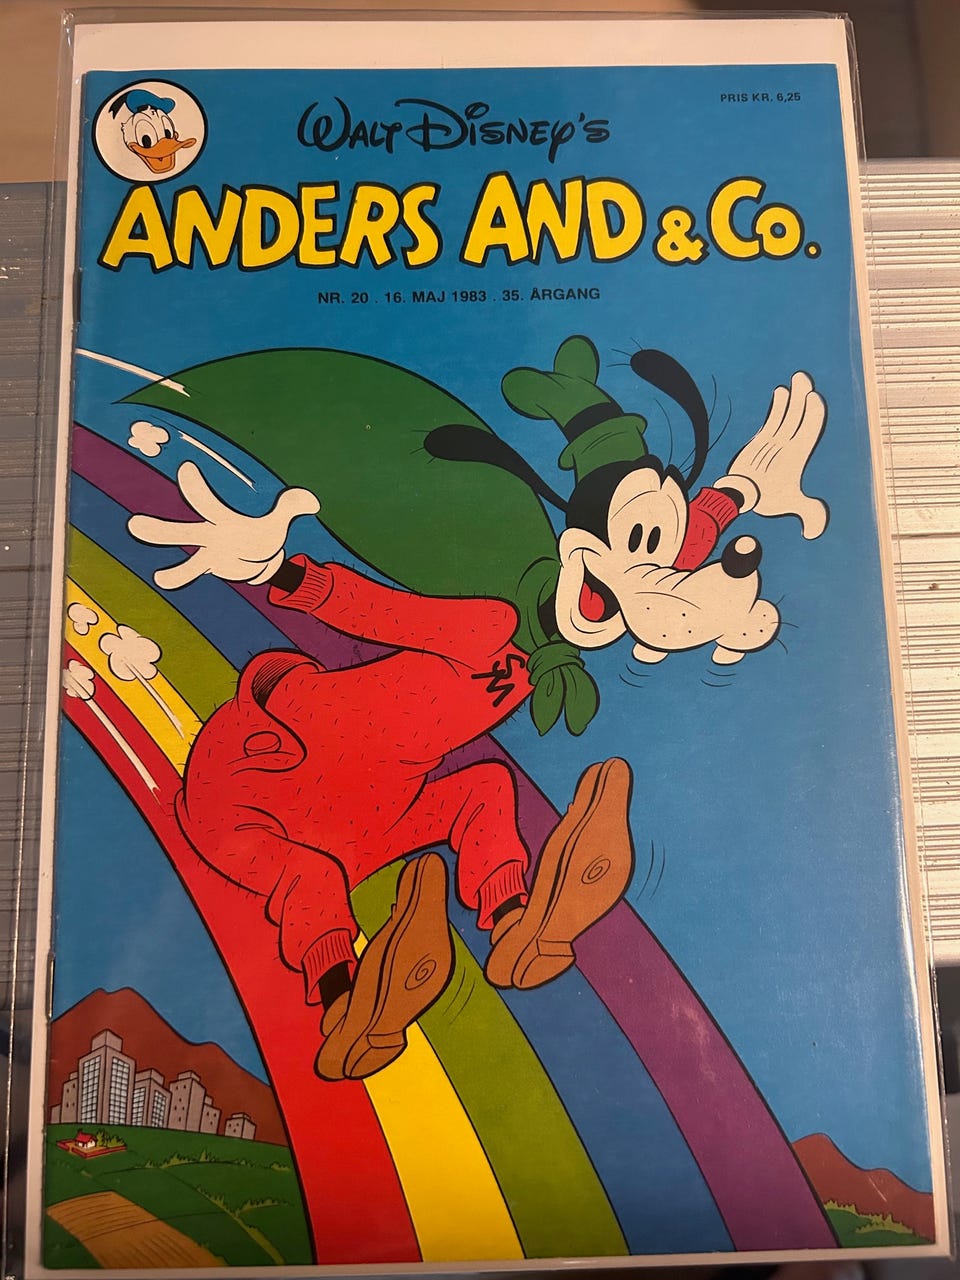 PRIS KR. 6,25
WALT DISNEY'S
ANDERS AND & Co.
NR. 20 . 16. MAJ 1983 . 35. ÅRGANG